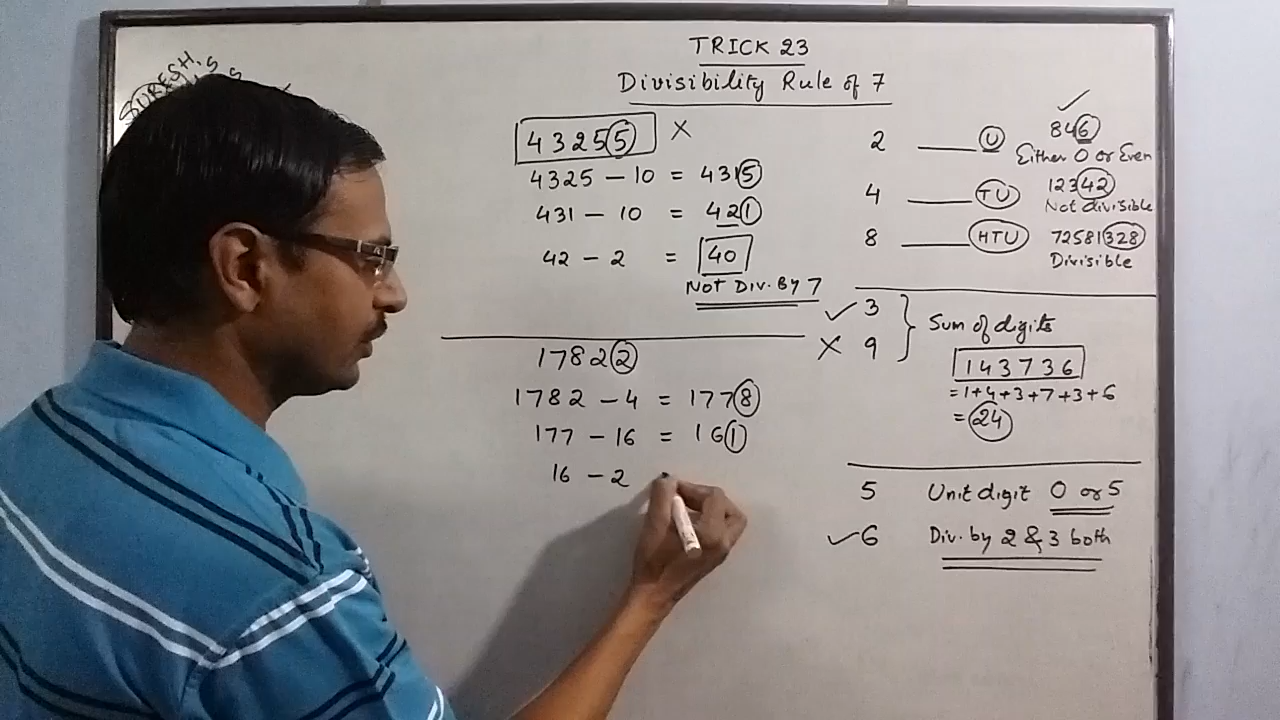 TRICK 23
Divisibility Rule of 7
SURESH
43255 X
4325 - 10 = 4315
431 - 10 = 421
42 - 2 = 40
NOT DIV. BY 7
17822
1782 - 4 = 1778
177 - 16 = 161
16 - 2
2 ____ U
✓
846
Either 0 or Even
4 ____ TU
12342
Not divisible
8 ____ HTU
72581328
Divisible
✓ 3
X 9
} Sum of digits
143736
= 1+4+3+7+3+6
= 24
5 Unit digit 0 or 5
✓ 6 Div. by 2 & 3 both